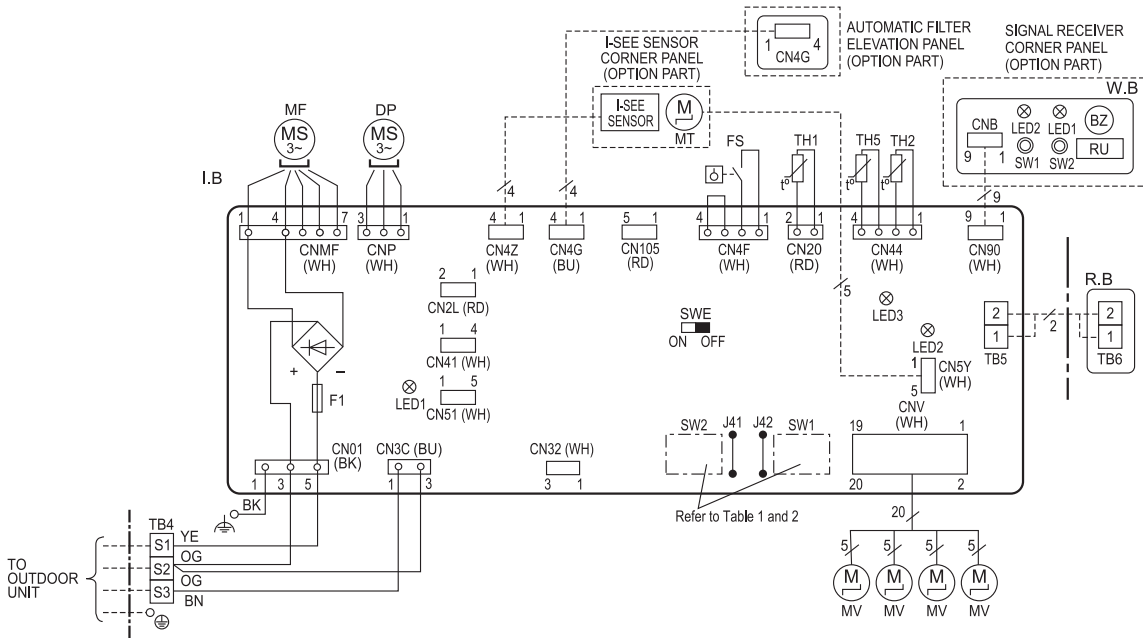 AUTOMATIC FILTER
ELEVATION PANEL
(OPTION PART)
1 4
CN4G
SIGNAL RECEIVER
CORNER PANEL
(OPTION PART)
W.B
CNB
9 1
LED2
LED1
BZ
SW1
SW2
RU
9
I-SEE SENSOR
CORNER PANEL
(OPTION PART)
I-SEE
SENSOR
M
MT
MF
MS
3~
DP
MS
3~
4
4
FS
TH1
t°
TH5
t°
TH2
t°
I.B
1 4 7
CNMF
(WH)
3 1
CNP
(WH)
4 1
CN4Z
(WH)
4 1
CN4G
(BU)
5 1
CN105
(RD)
4 1
CN4F
(WH)
2 1
CN20
(RD)
4 1
CN44
(WH)
9 1
CN90
(WH)
2 1
CN2L (RD)
1 4
CN41 (WH)
1 5
CN51 (WH)
LED1
+ −
F1
SWE
ON OFF
5
LED3
LED2
1
5
CN5Y
(WH)
2
1
TB5
2
R.B
2
1
TB6
CNV
(WH)
19 1
20 2
CN01
(BK)
1 3 5
CN3C (BU)
1 3
CN32 (WH)
3 1
SW2
J41
J42
SW1
Refer to Table 1 and 2
BK
TB4
S1
YE
S2
OG
OG
S3
BN
TO
OUTDOOR
UNIT
20
5 5 5 5
M M M M
MV MV MV MV